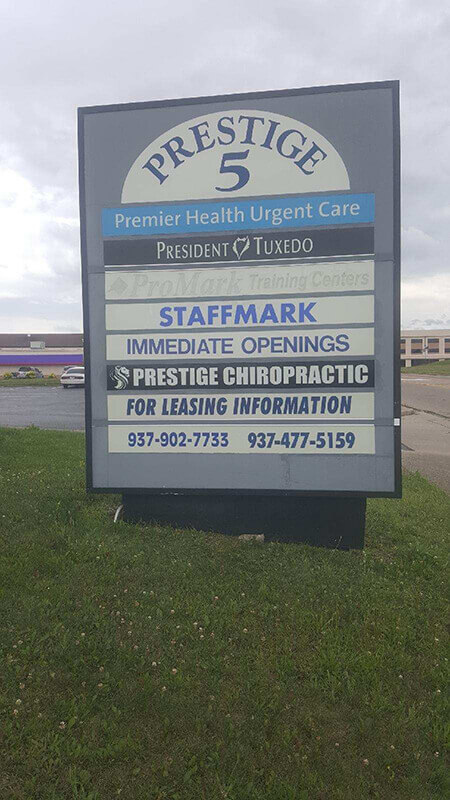 PRESTIGE
5
Premier Health Urgent Care
PRESIDENT TUXEDO
ProMark Training Centers
STAFFMARK
IMMEDIATE OPENINGS
PRESTIGE CHIROPRACTIC
FOR LEASING INFORMATION
937-902-7733 937-477-5159